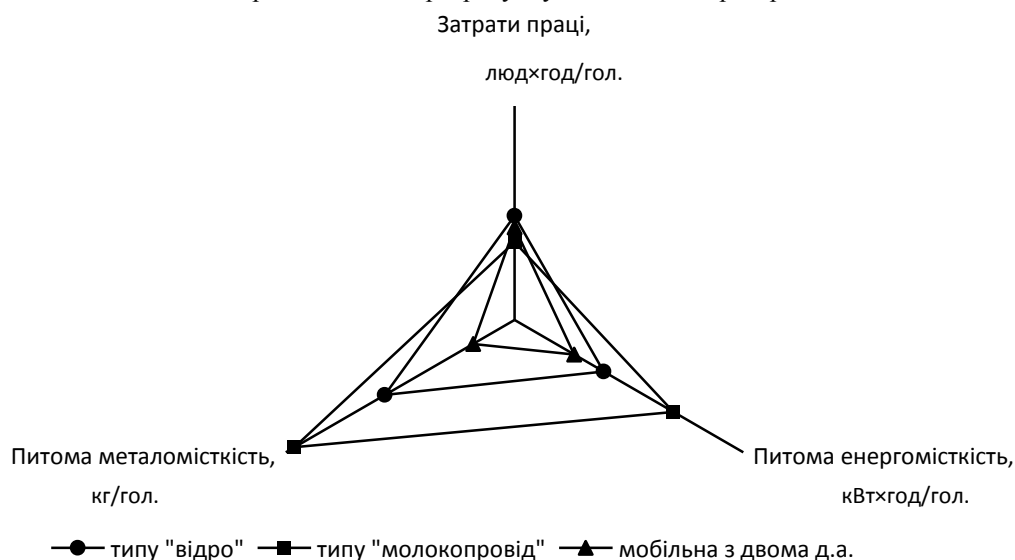 Затрати праці,
люд×год/гол.
Питома металомісткість,
кг/гол.
Питома енергомісткість,
кВт×год/гол.
типу "відро" типу "молокопровід" мобільна з двома д.а.